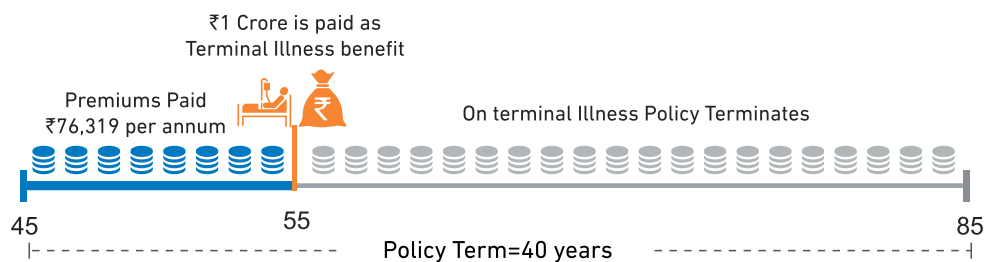 ₹1 Crore is paid as
Terminal Illness benefit
Premiums Paid
₹76,319 per annum
₹
On terminal Illness Policy Terminates
45
55
85
Policy Term=40 years